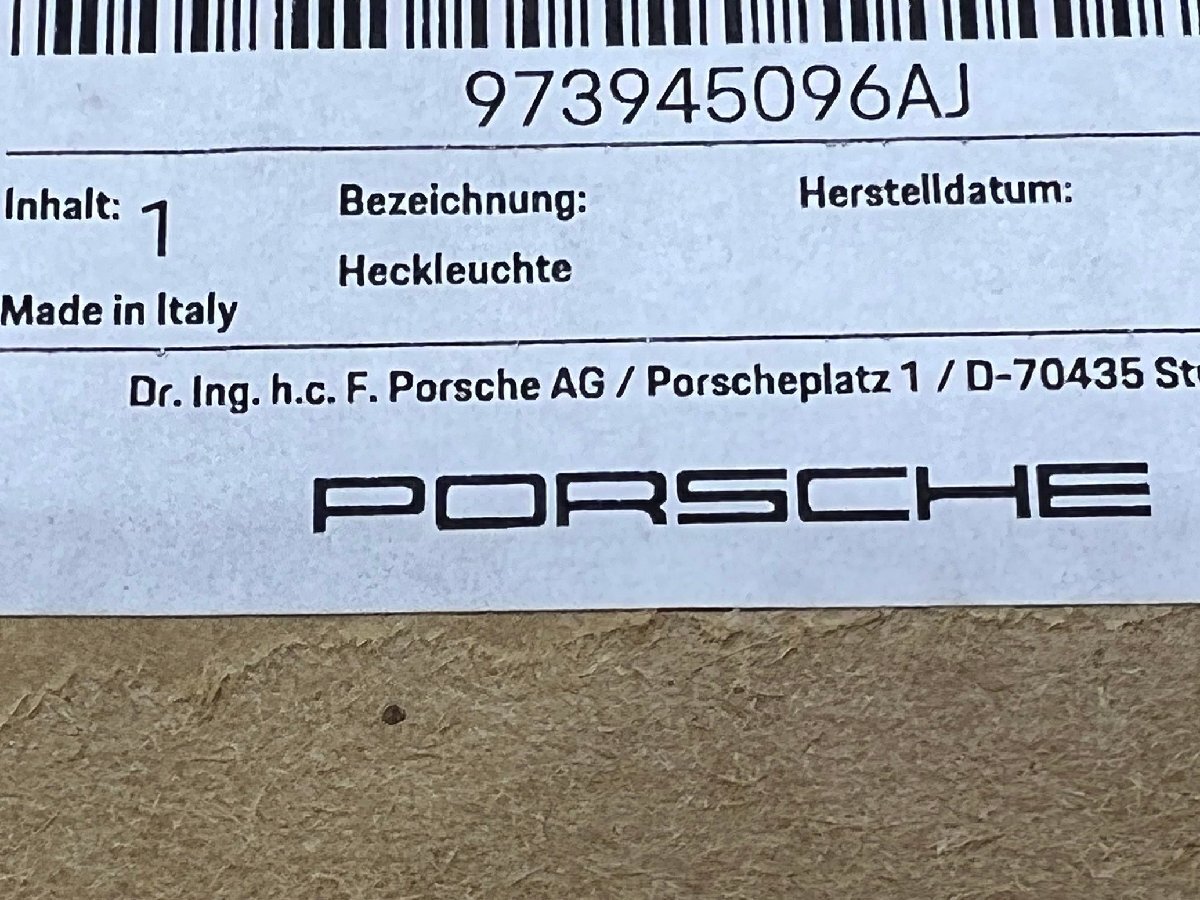 973945096AJ
Inhalt: 1
Bezeichnung:
Herstelldatum:
Heckleuchte
Made in Italy
Dr. Ing. h.c. F. Porsche AG / Porscheplatz 1 / D-70435
PORSCHE